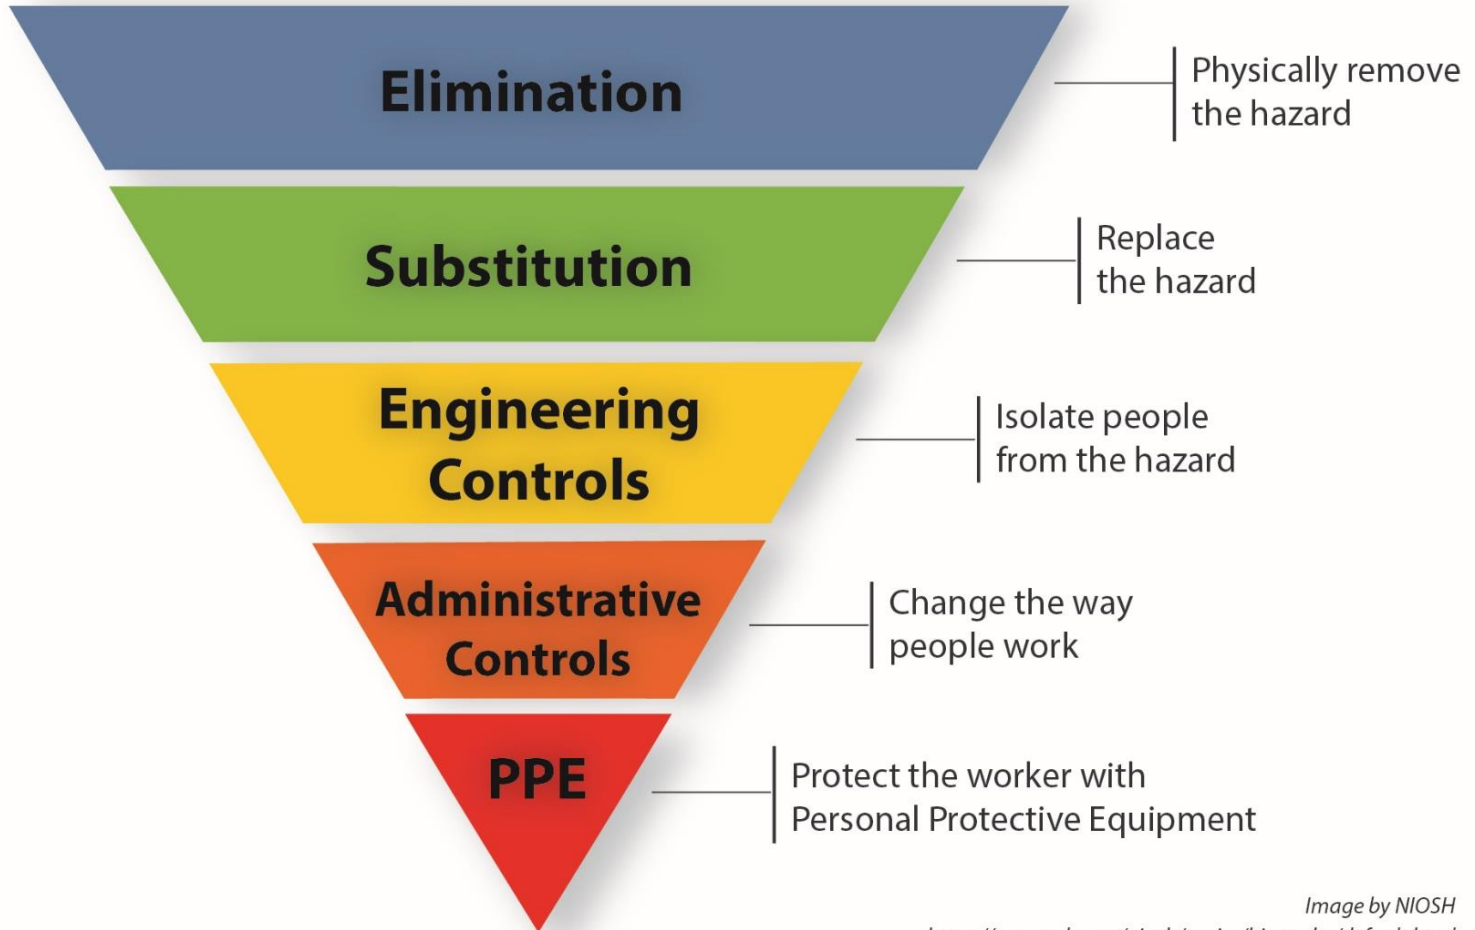 Elimination
Physically remove
the hazard
Substitution
Replace
the hazard
Engineering
Controls
Isolate people
from the hazard
Administrative
Controls
Change the way
people work
PPE
Protect the worker with
Personal Protective Equipment
Image by NIOSH